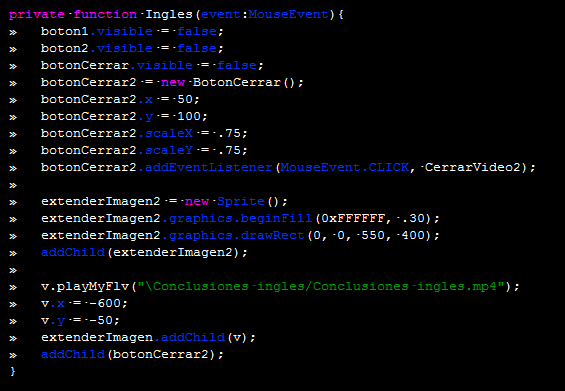 private function Ingles(event:MouseEvent){
» boton1.visible = false;
» boton2.visible = false;
» botonCerrar.visible = false;
» botonCerrar2 = new BotonCerrar();
» botonCerrar2.x = 50;
» botonCerrar2.y = 100;
» botonCerrar2.scaleX = .75;
» botonCerrar2.scaleY = .75;
» botonCerrar2.addEventListener(MouseEvent.CLICK, CerrarVideo2);
»
» extenderImagen2 = new Sprite();
» extenderImagen2.graphics.beginFill(0xFFFFFF, .30);
» extenderImagen2.graphics.drawRect(0, 0, 550, 400);
» addChild(extenderImagen2);
»
» v.playMyFlv("\Conclusiones ingles/Conclusiones ingles.mp4");
» v.x = -600;
» v.y = -50;
» extenderImagen.addChild(v);
» addChild(botonCerrar2);
}